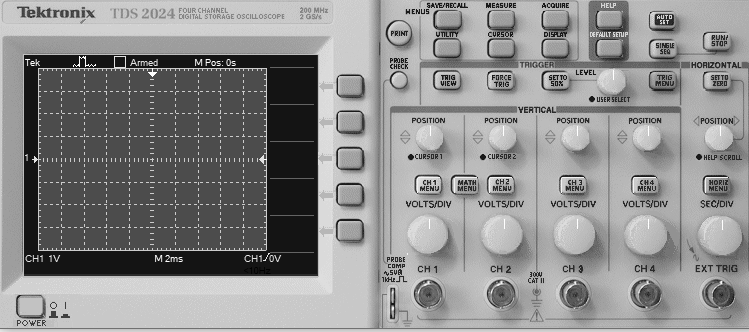 Tektronix TDS 2024 FOUR CHANNEL DIGITAL STORAGE OSCILLOSCOPE 200 MHz 2 GS/s
Tek Armed M Pos: 0s
1
CH1 1V M 2ms CH1 0V
<10Hz
POWER
PRINT
MENUS
SAVE/RECALL MEASURE ACQUIRE
UTILITY CURSOR DISPLAY
HELP
DEFAULT SETUP
AUTO SET
SINGLE SEQ
RUN/STOP
PROBE CHECK
TRIGGER
TRIG VIEW
FORCE TRIG
SET TO 50%
LEVEL
USER SELECT
TRIG MENU
HORIZONTAL
SET TO ZERO
VERTICAL
POSITION POSITION POSITION POSITION POSITION
CURSOR 1 CURSOR 2 HELP SCROLL
CH 1 MENU
MATH MENU
CH 2 MENU
CH 3 MENU
CH 4 MENU
HORIZ MENU
VOLTS/DIV VOLTS/DIV VOLTS/DIV VOLTS/DIV SEC/DIV
PROBE COMP
~5V
1kHz
CH 1 CH 2 CH 3 CH 4 EXT TRIG
300V CAT II